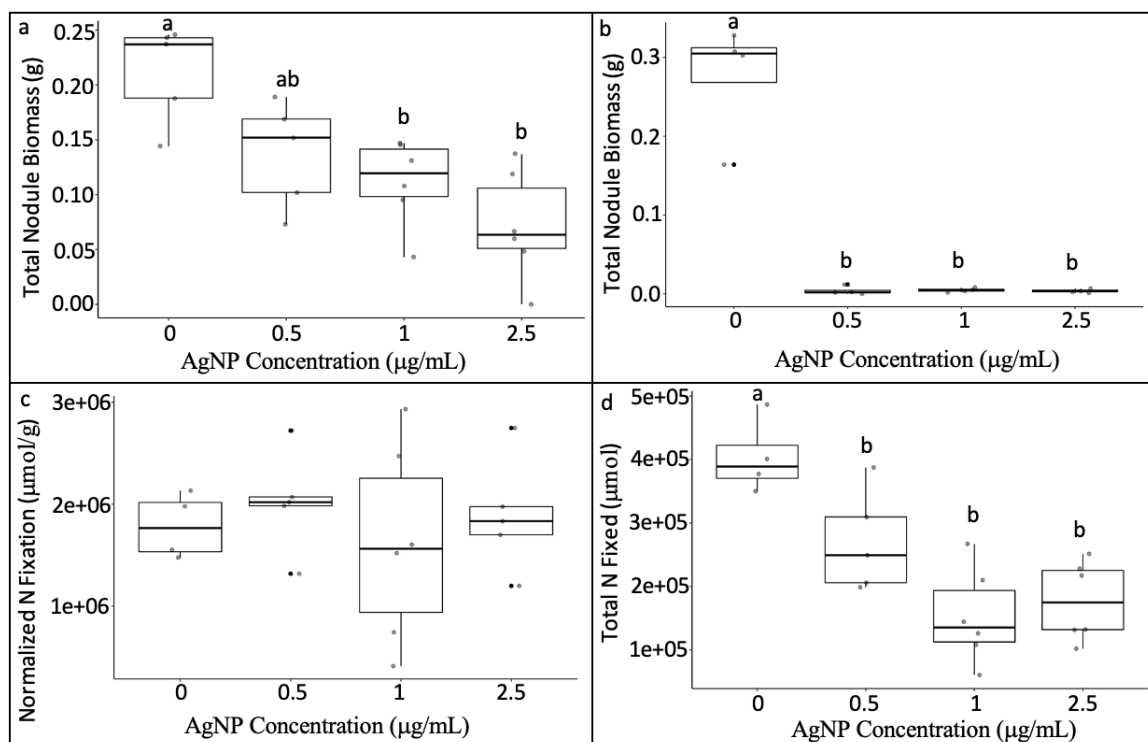 a
Total Nodule Biomass (g)
0.25
0.20
0.15
0.10
0.05
0.00
a
ab
b
b
0
0.5
1
2.5
AgNP Concentration (μg/mL)
b
Total Nodule Biomass (g)
0.3
0.2
0.1
0.0
a
b
b
b
0
0.5
1
2.5
AgNP Concentration (μg/mL)
c
Normalized N Fixation (μmol/g)
3e+06
2e+06
1e+06
0
0.5
1
2.5
AgNP Concentration (μg/mL)
d
Total N Fixed (μmol)
5e+05
4e+05
3e+05
2e+05
1e+05
a
b
b
b
0
0.5
1
2.5
AgNP Concentration (μg/mL)